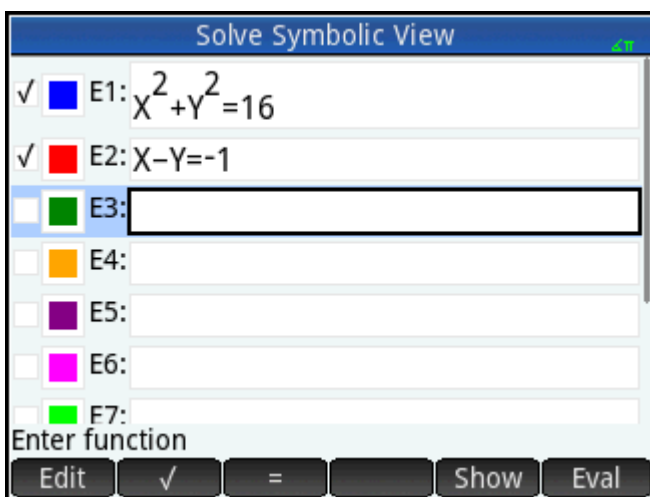 Solve Symbolic View
∡π
√ E1: X²+Y²=16
√ E2: X−Y=-1
E3:
E4:
E5:
E6:
E7:
Enter function
Edit √ = Show Eval